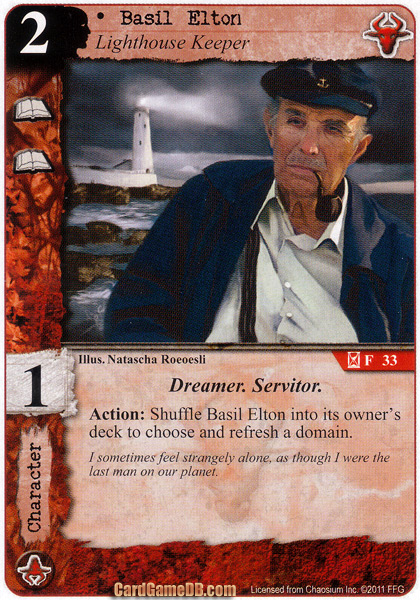 2
• Basil Elton
Lighthouse Keeper
Illus. Natascha Roeoesli
F 33
1
Dreamer. Servitor.
Action: Shuffle Basil Elton into its owner's
deck to choose and refresh a domain.
I sometimes feel strangely alone, as though I were the
last man on our planet.
Character
CardGameDB.com
Licensed from Chaosium Inc. ©2011 FFG